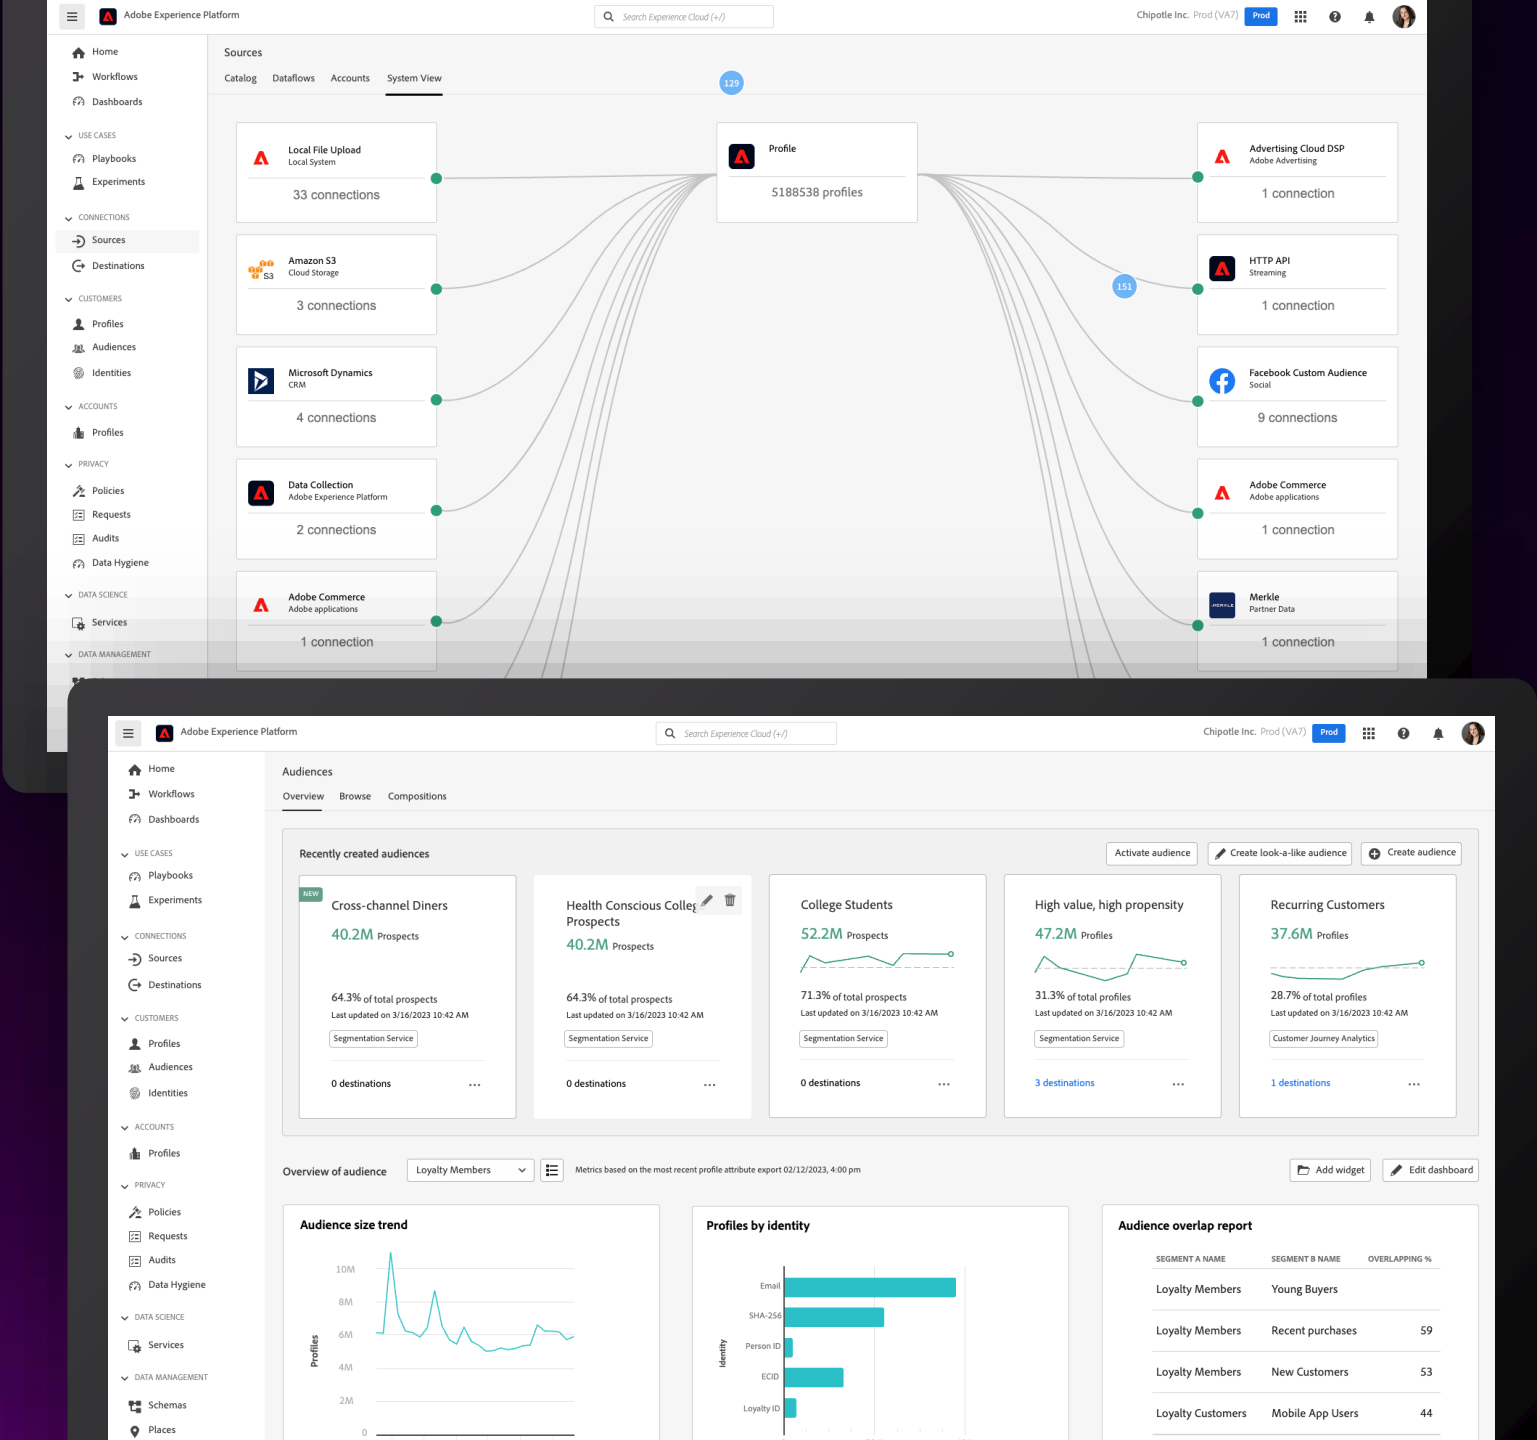 Adobe Experience Platform
Search Experience Cloud (+/)
Chipotle Inc. Prod (VA7)
Prod
Home
Workflows
Dashboards
USE CASES
Playbooks
Experiments
CONNECTIONS
Sources
Destinations
CUSTOMERS
Profiles
Audiences
Identities
ACCOUNTS
Profiles
PRIVACY
Policies
Requests
Audits
Data Hygiene
DATA SCIENCE
Services
DATA MANAGEMENT
Sources
Catalog
Dataflows
Accounts
System View
129
Local File Upload
Local System
33 connections
Amazon S3
Cloud Storage
S3
3 connections
Microsoft Dynamics
CRM
4 connections
Data Collection
Adobe Experience Platform
2 connections
Adobe Commerce
Adobe applications
1 connection
Profile
5188538 profiles
151
Advertising Cloud DSP
Adobe Advertising
1 connection
HTTP API
Streaming
1 connection
Facebook Custom Audience
Social
9 connections
Adobe Commerce
Adobe applications
1 connection
MERKLE
Merkle
Partner Data
1 connection
Adobe Experience Platform
Search Experience Cloud (+/)
Chipotle Inc. Prod (VA7)
Prod
Home
Workflows
Dashboards
USE CASES
Playbooks
Experiments
CONNECTIONS
Sources
Destinations
CUSTOMERS
Profiles
Audiences
Identities
ACCOUNTS
Profiles
PRIVACY
Policies
Requests
Audits
Data Hygiene
DATA SCIENCE
Services
DATA MANAGEMENT
Schemas
Places
Audiences
Overview
Browse
Compositions
Recently created audiences
Activate audience
Create look-a-like audience
Create audience
NEW
Cross-channel Diners
40.2M Prospects
64.3% of total prospects
Last updated on 3/16/2023 10:42 AM
Segmentation Service
0 destinations
Health Conscious Colleg
Prospects
40.2M Prospects
64.3% of total prospects
Last updated on 3/16/2023 10:42 AM
Segmentation Service
0 destinations
College Students
52.2M Prospects
71.3% of total prospects
Last updated on 3/16/2023 10:42 AM
Segmentation Service
0 destinations
High value, high propensity
47.2M Profiles
31.3% of total profiles
Last updated on 3/16/2023 10:42 AM
Segmentation Service
3 destinations
Recurring Customers
37.6M Profiles
28.7% of total profiles
Last updated on 3/16/2023 10:42 AM
Customer Journey Analytics
1 destinations
Overview of audience
Loyalty Members
Metrics based on the most recent profile attribute export 02/12/2023, 4:00 pm
Add widget
Edit dashboard
Audience size trend
Profiles
10M
8M
6M
4M
2M
0
Profiles by identity
Identity
Email
SHA-256
Person ID
ECID
Loyalty ID
Audience overlap report
SEGMENT A NAME SEGMENT B NAME OVERLAPPING %
Loyalty Members Young Buyers
Loyalty Members Recent purchases 59
Loyalty Members New Customers 53
Loyalty Customers Mobile App Users 44